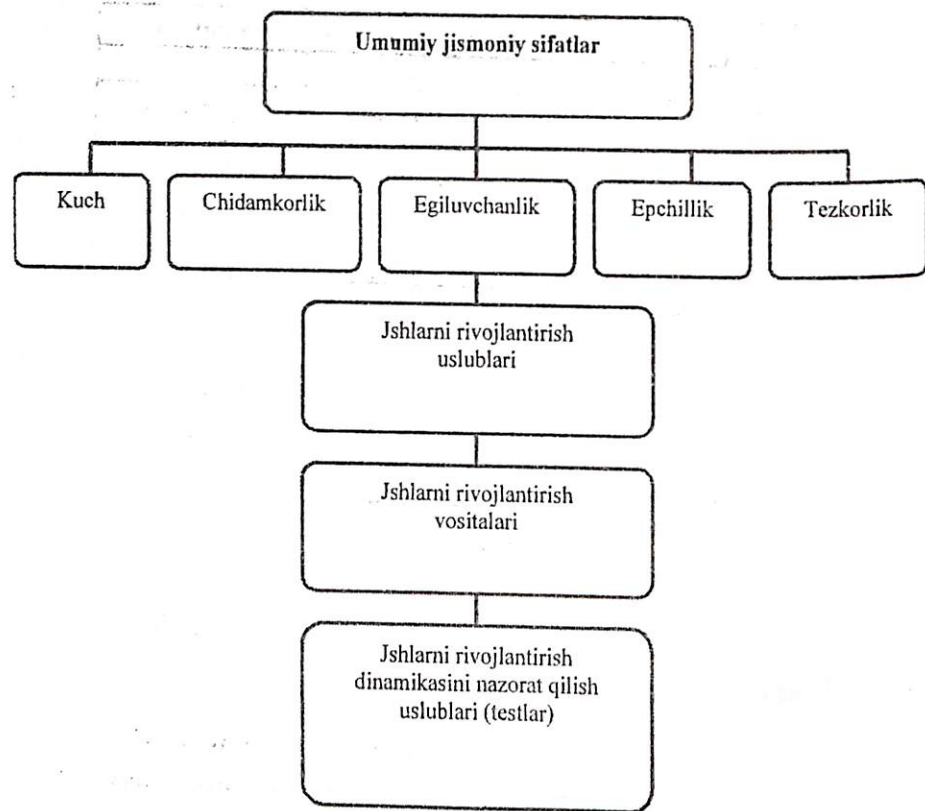 Umumiy jismoniy sifatlar
Kuch
Chidamkorlik
Egiluvchanlik
Epchillik
Tezkorlik
Jshlarni rivojlantirish
uslublari
Jshlarni rivojlantirish
vositalari
Jshlarni rivojlantirish
dinamikasini nazorat qilish
uslublari (testlar)